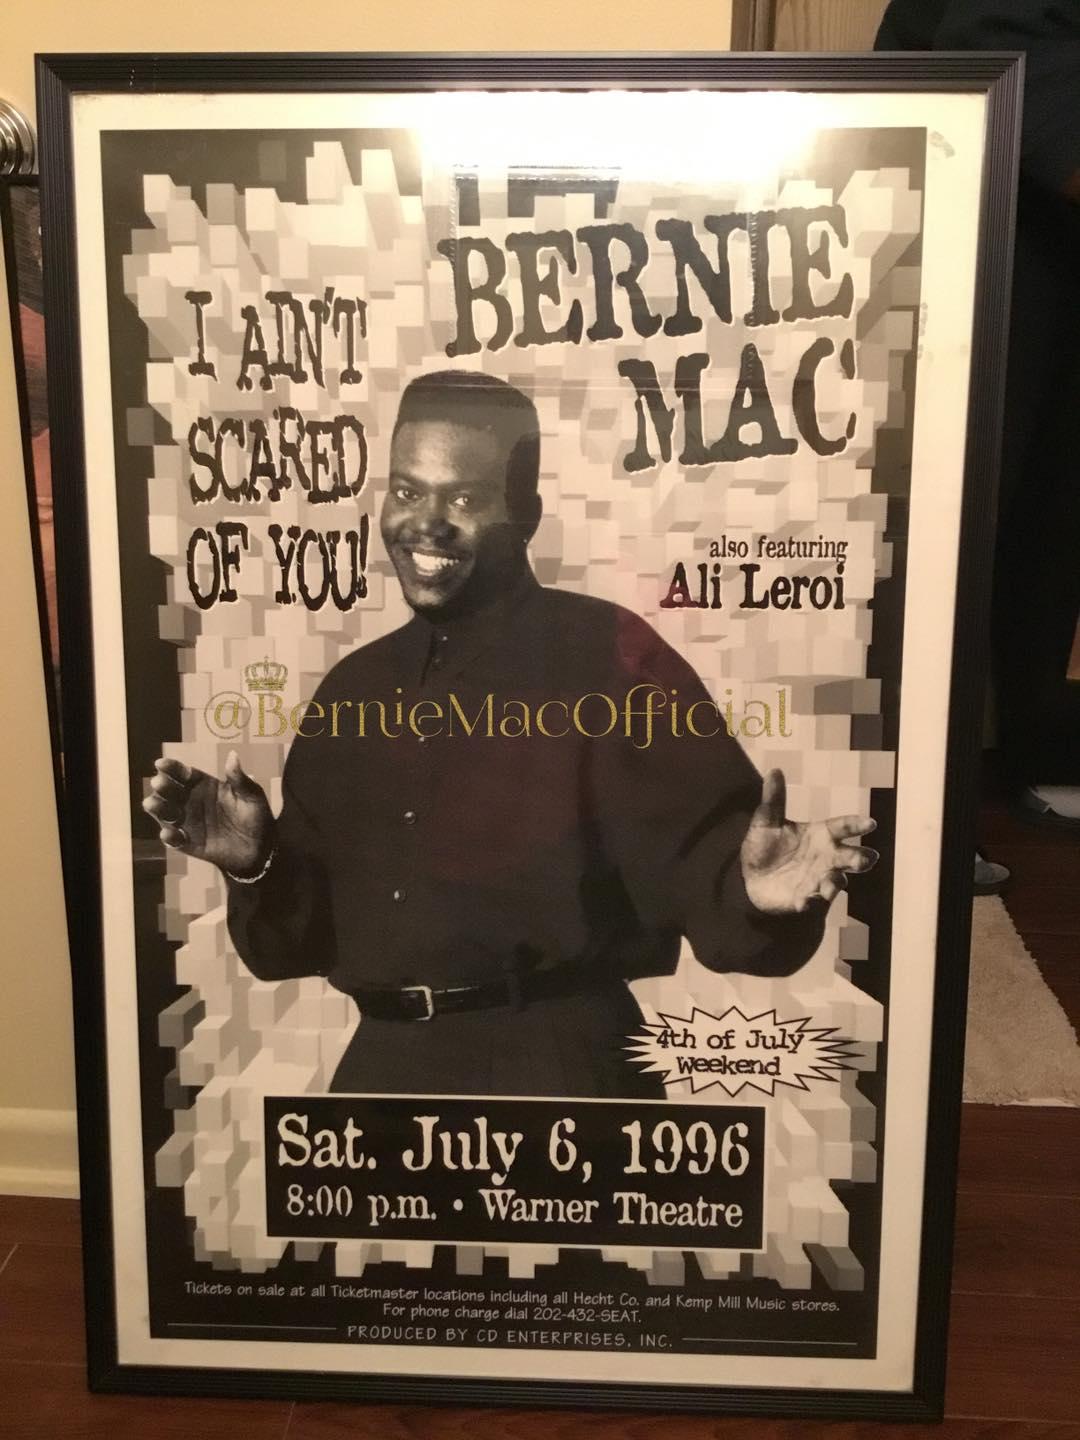 BERNIE
MAC
I AIN'T
SCARED
OF YOU!
also featuring
Ali Leroi
@BernieMacOfficial
4th of July
Weekend
Sat. July 6, 1996
8:00 p.m. • Warner Theatre
Tickets on sale at all Ticketmaster locations including all Hecht Co. and Kemp Mill Music stores.
For phone charge dial 202-432-SEAT.
PRODUCED BY CD ENTERPRISES, INC.